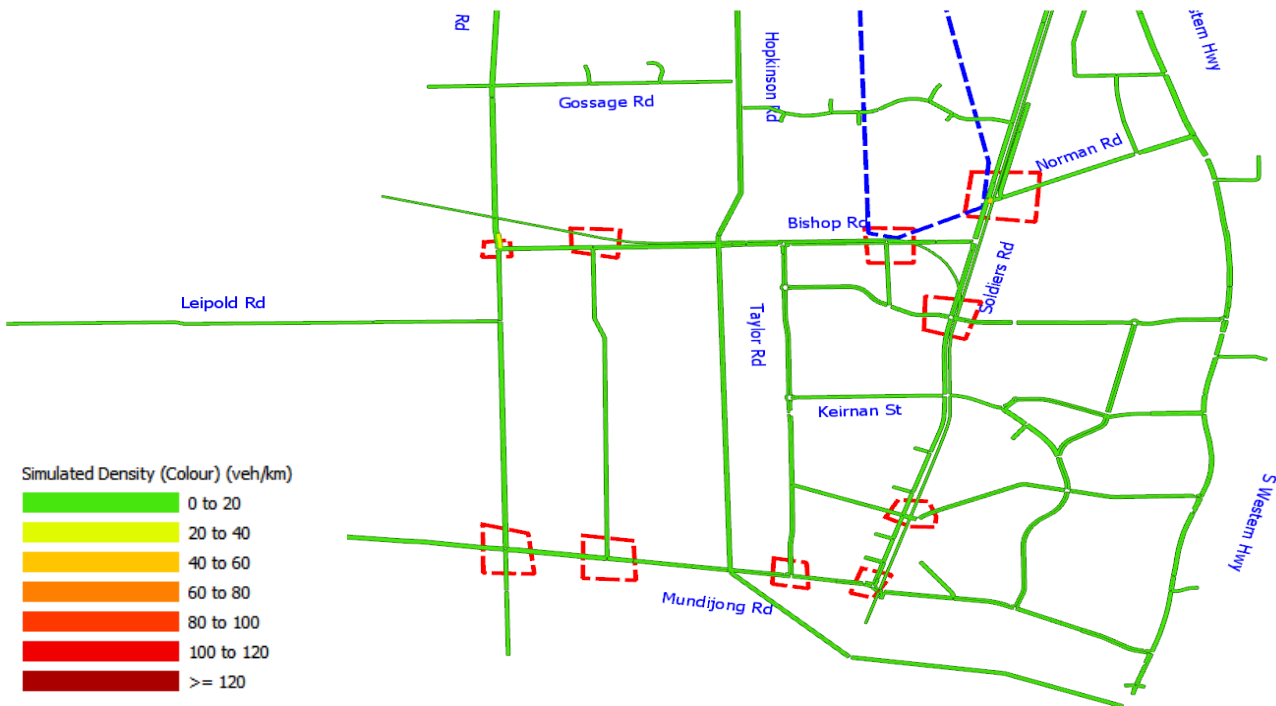 Rd
Hopkinson Rd
stern Hwy
Gossage Rd
Norman Rd
Bishop Rd
Soldiers Rd
Leipold Rd
Taylor Rd
Keirnan St
S Western Hwy
Mundijong Rd
Simulated Density (Colour) (veh/km)
0 to 20
20 to 40
40 to 60
60 to 80
80 to 100
100 to 120
>= 120